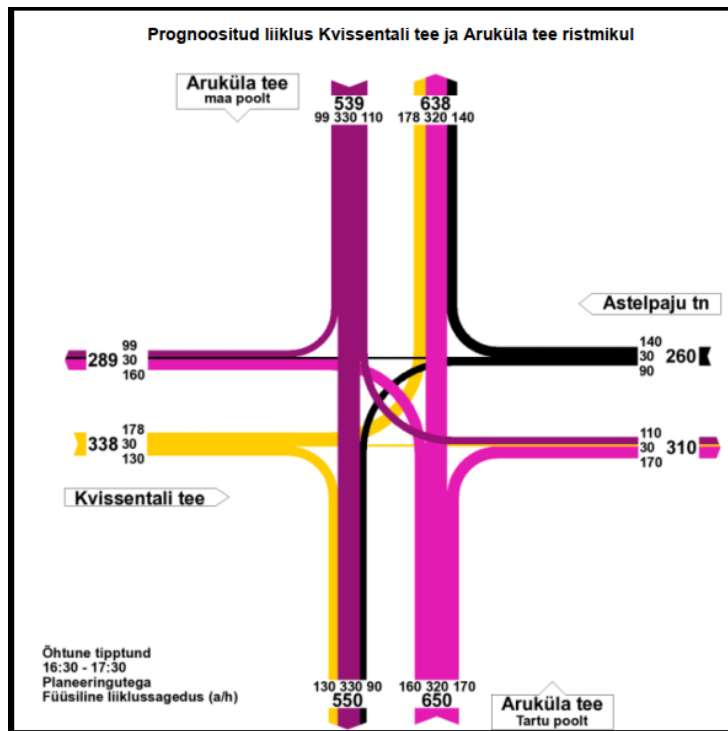 Prognoositud liiklus Kvissentali tee ja Aruküla tee ristmikul
Aruküla tee
maa poolt
539
99 330 110
638
178 320 140
Astelpaju tn
99
289 30
160
140
30 260
90
178
338 30
130
110
30 310
170
Kvissentali tee
Õhtune tipptund
16:30 - 17:30
Planeeringutega
Füüsiline liiklussagedus (a/h)
130 330 90
550
160 320 170
650
Aruküla tee
Tartu poolt